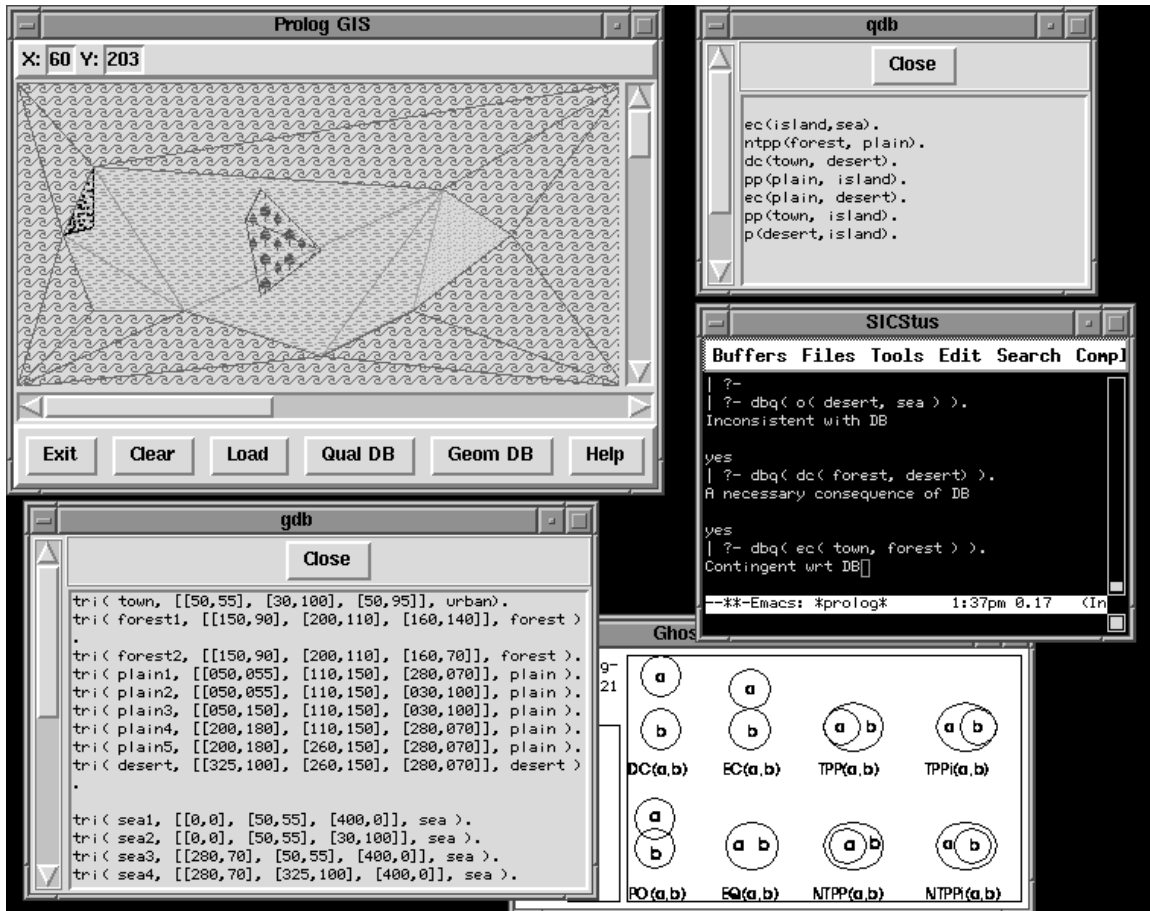 Prolog GIS
X: 60 Y: 203
Exit Clear Load Qual DB Geom DB Help
qdb
Close
ec(island,sea).
ntpp(forest, plain).
dc(town, desert).
pp(plain, island).
ec(plain, desert).
pp(town, island).
p(desert,island).
SICStus
Buffers Files Tools Edit Search Compl
| ?-
| ?- dbq( o( desert, sea ) ).
Inconsistent with DB
yes
| ?- dbq( dc( forest, desert) ).
A necessary consequence of DB
yes
| ?- dbq( ec( town, forest ) ).
Contingent wrt DB
--**-Emacs: *prolog* 1:37pm 0.17 (In
gdb
Close
tri( town, [[50,55], [30,100], [50,95]], urban).
tri( forest1, [[150,90], [200,110], [160,140]], forest )
.
tri( forest2, [[150,90], [200,110], [160,70]], forest ).
tri( plain1, [[050,055], [110,150], [280,070]], plain ).
tri( plain2, [[050,055], [110,150], [030,100]], plain ).
tri( plain3, [[050,150], [110,150], [030,100]], plain ).
tri( plain4, [[200,180], [110,150], [280,070]], plain ).
tri( plain5, [[200,180], [260,150], [280,070]], plain ).
tri( desert, [[325,100], [260,150], [280,070]], desert )
.
tri( sea1, [[0,0], [50,55], [400,0]], sea ).
tri( sea2, [[0,0], [50,55], [30,100]], sea ).
tri( sea3, [[280,70], [50,55], [400,0]], sea ).
tri( sea4, [[280,70], [325,100], [400,0]], sea ).
Ghos
9-
21
a a
b b a b a b
DC(a,b) EC(a,b) TPP(a,b) TPPi(a,b)
a
b a b a b a b
PO(a,b) EQ(a,b) NTPP(a,b) NTPPi(a,b)